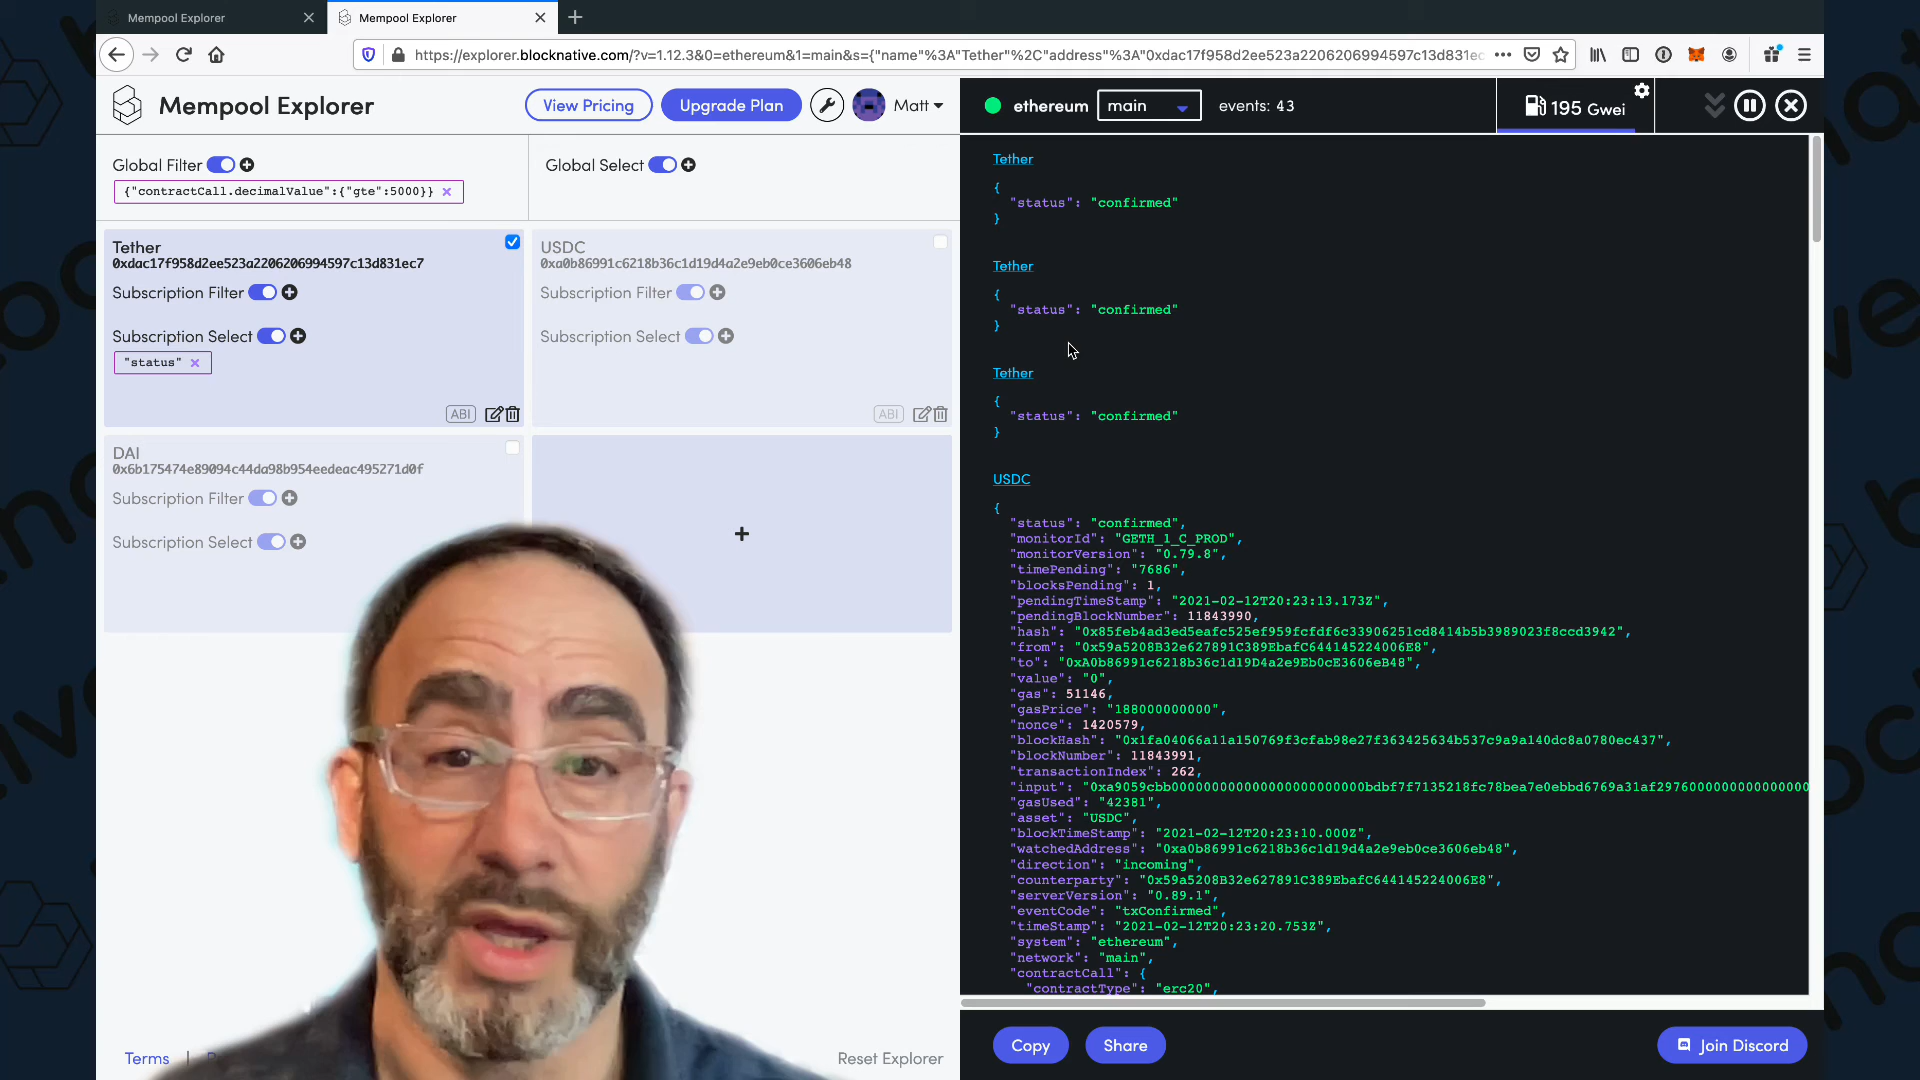 Mempool Explorer
Mempool Explorer
https://explorer.blocknative.com/?v=1.12.3&0=ethereum&1=main&s={"name"%3A"Tether"%2C"address"%3A"0xdac17f958d2ee523a2206206994597c13d831ec
Mempool Explorer
View Pricing
Upgrade Plan
Matt
ethereum
main
events: 43
195 Gwei
Global Filter
{"contractCall.decimalValue":{"gte":5000}} ×
Global Select
Tether
0xdac17f958d2ee523a2206206994597c13d831ec7
Subscription Filter
Subscription Select
"status" ×
ABI
USDC
0xa0b86991c6218b36c1d19d4a2e9eb0ce3606eb48
Subscription Filter
Subscription Select
ABI
DAI
0x6b175474e89094c44da98b954eedeac495271d0f
Subscription Filter
Subscription Select
Terms |
Reset Explorer
Tether
{
"status": "confirmed"
}
Tether
{
"status": "confirmed"
}
Tether
{
"status": "confirmed"
}
USDC
{
"status": "confirmed",
"monitorId": "GETH_1_C_PROD",
"monitorVersion": "0.79.8",
"timePending": "7686",
"blocksPending": 1,
"pendingTimeStamp": "2021-02-12T20:23:13.173Z",
"pendingBlockNumber": 11843990,
"hash": "0x85feb4ad3ed5eafc525ef959fcfdf6c33906251cd8414b5b3989023f8ccd3942",
"from": "0x59a5208B32e627891C389EbafC644145224006E8",
"to": "0xA0b86991c6218b36c1d19D4a2e9Eb0cE3606eB48",
"value": "0",
"gas": 51146,
"gasPrice": "188000000000",
"nonce": 1420579,
"blockHash": "0x1fa04066a11a150769f3cfab98e27f363425634b537c9a9a140dc8a0780ec437",
"blockNumber": 11843991,
"transactionIndex": 262,
"input": "0xa9059cbb000000000000000000000000bdbf7f7135218fc78bea7e0ebbd6769a31af297600000000000000
"gasUsed": "42381",
"asset": "USDC",
"blockTimeStamp": "2021-02-12T20:23:10.000Z",
"watchedAddress": "0xa0b86991c6218b36c1d19d4a2e9eb0ce3606eb48",
"direction": "incoming",
"counterparty": "0x59a5208B32e627891C389EbafC644145224006E8",
"serverVersion": "0.89.1",
"eventCode": "txConfirmed",
"timeStamp": "2021-02-12T20:23:20.753Z",
"system": "ethereum",
"network": "main",
"contractCall": {
"contractType": "erc20",
Copy
Share
Join Discord